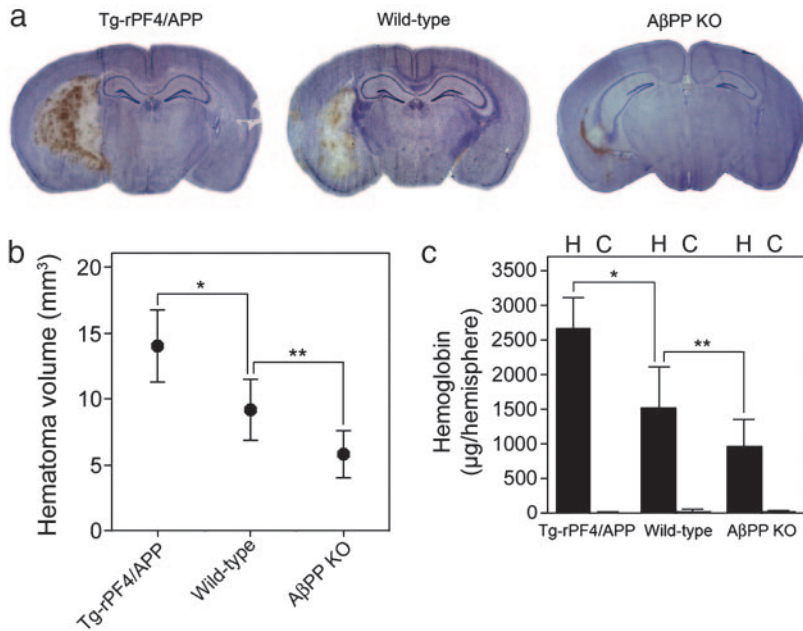 a
Tg-rPF4/APP Wild-type AβPP KO
b
Hematoma volume (mm³)
20
15
10
5
0
* **
Tg-rPF4/APP Wild-type AβPP KO
c
H C H C H C
Hemoglobin
(µg/hemisphere)
3500
3000
2500
2000
1500
1000
500
0
* **
Tg-rPF4/APP Wild-type AβPP KO